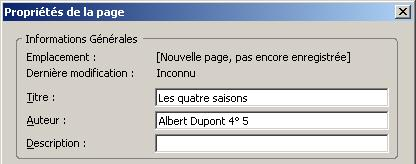 Propriétés de la page
Informations Générales
Emplacement : [Nouvelle page, pas encore enregistrée]
Dernière modification : Inconnu
Titre : Les quatre saisons
Auteur : Albert Dupont 4° 5
Description :